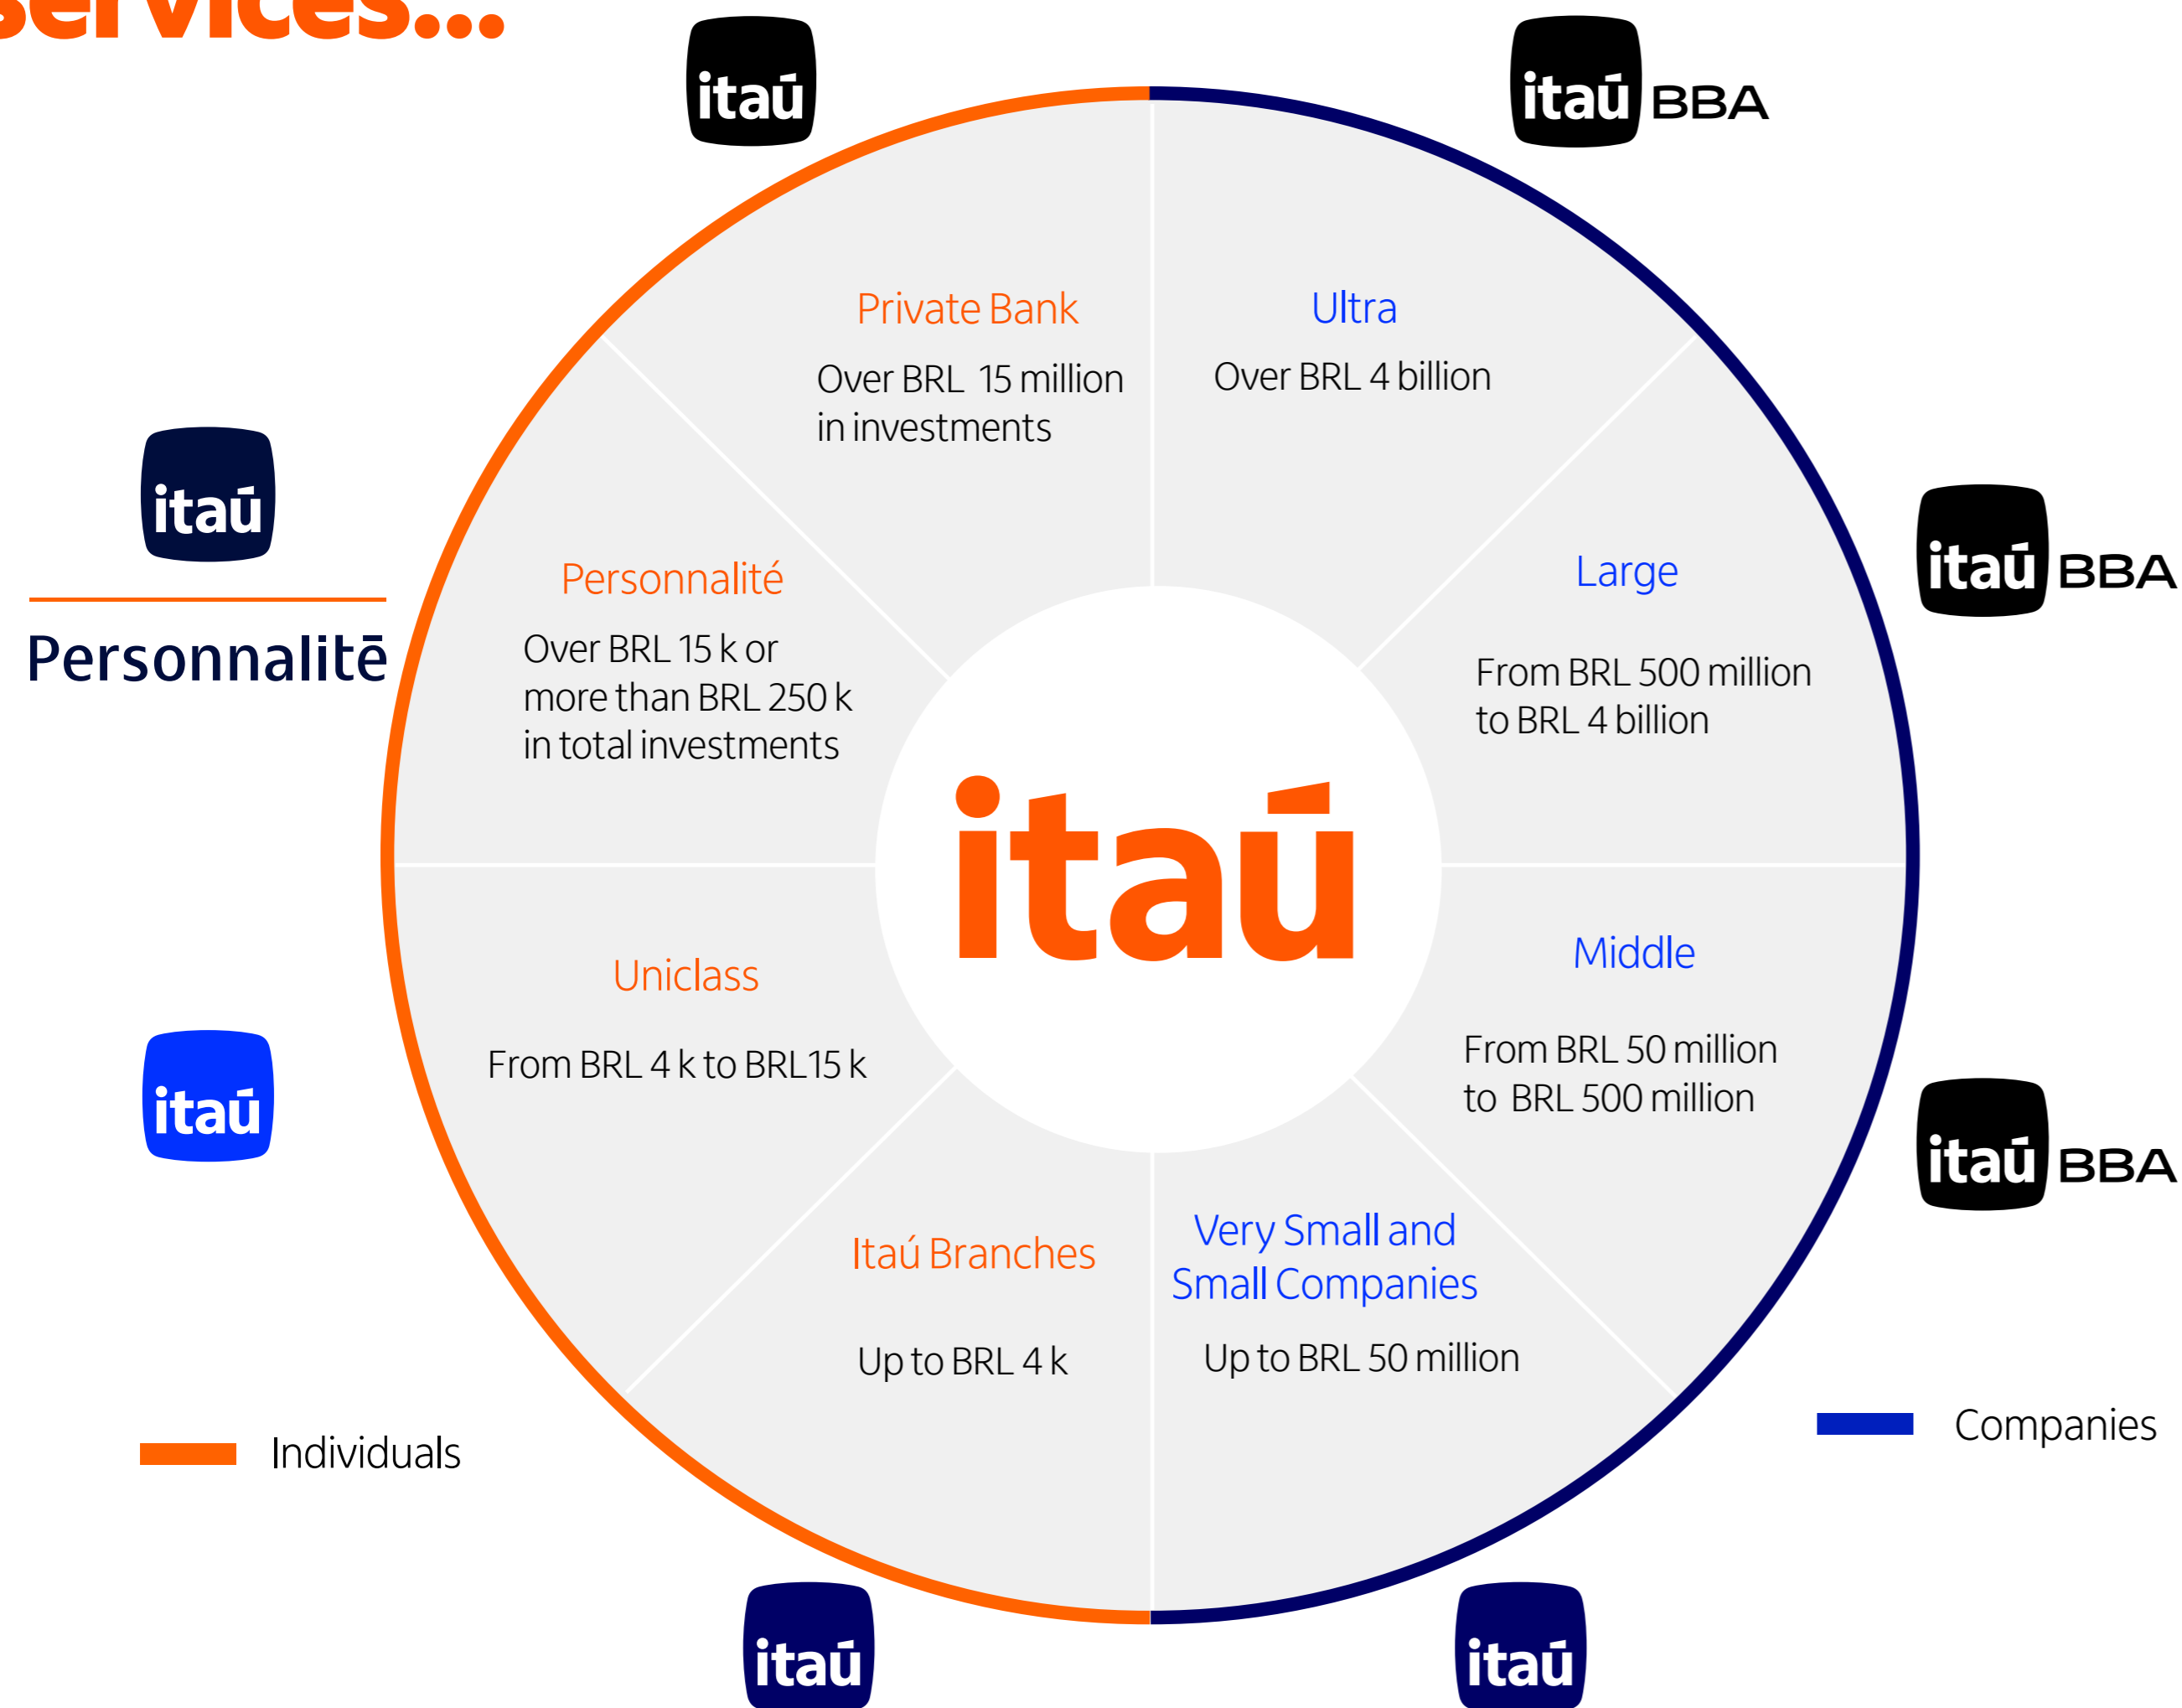 services...
itaú
itaú BBA
Private Bank
Over BRL 15 million
in investments
Ultra
Over BRL 4 billion
itaú
Personnalitē
Personnalité
Over BRL 15 k or
more than BRL 250 k
in total investments
Large
From BRL 500 million
to BRL 4 billion
itaú BBA
itaú
Uniclass
From BRL 4 k to BRL15 k
itaú
Middle
From BRL 50 million
to BRL 500 million
itaú BBA
Itaú Branches
Up to BRL 4 k
Very Small and
Small Companies
Up to BRL 50 million
Individuals
Companies
itaú
itaú